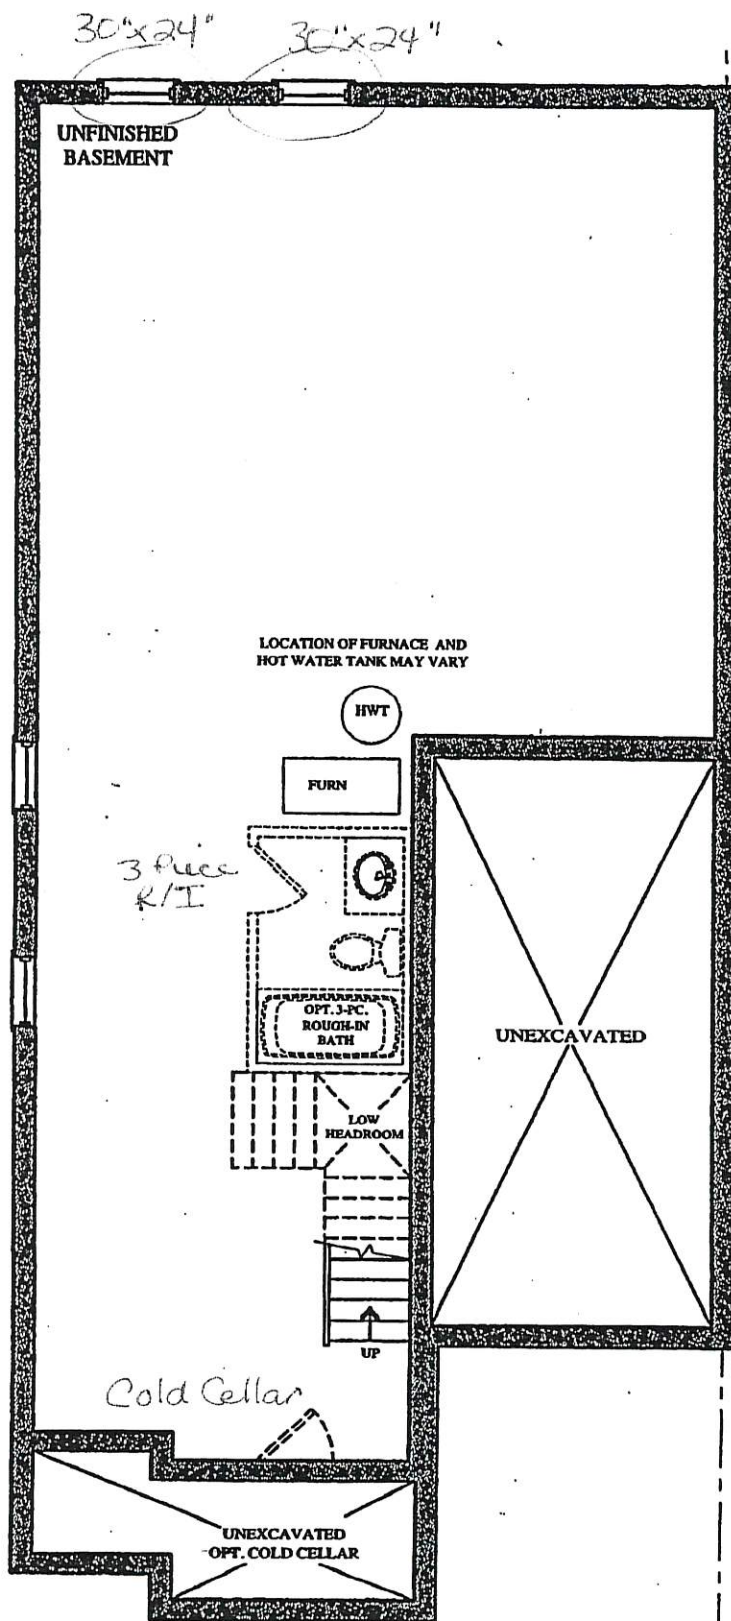 30"x24"
30"x24"
UNFINISHED
BASEMENT
LOCATION OF FURNACE AND
HOT WATER TANK MAY VARY
HWT
FURN
3 Piece
R/I
OPT. 3-PC.
ROUGH-IN
BATH
UNEXCAVATED
LOW
HEADROOM
UP
Cold Cellar
UNEXCAVATED
OPT. COLD CELLAR